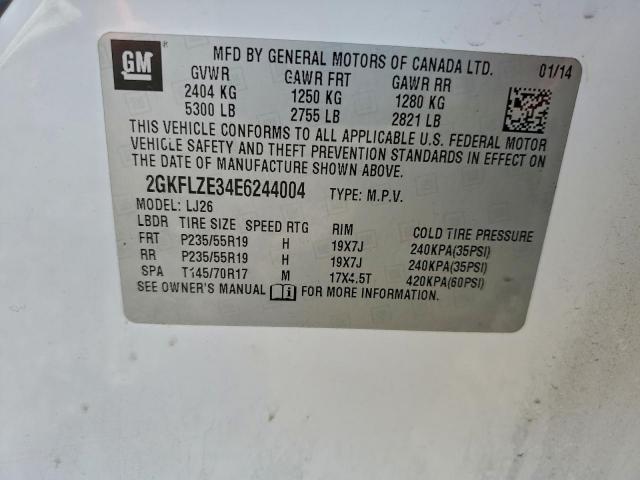 GM
MFD BY GENERAL MOTORS OF CANADA LTD. 01/14
GVWR GAWR FRT GAWR RR
2404 KG 1250 KG 1280 KG
5300 LB 2755 LB 2821 LB
THIS VEHICLE CONFORMS TO ALL APPLICABLE U.S. FEDERAL MOTOR
VEHICLE SAFETY AND THEFT PREVENTION STANDARDS IN EFFECT ON
THE DATE OF MANUFACTURE SHOWN ABOVE.
2GKFLZE34E6244004 TYPE: M.P.V.
MODEL: LJ26
LBDR TIRE SIZE SPEED RTG RIM COLD TIRE PRESSURE
FRT P235/55R19 H 19X7J 240KPA(35PSI)
RR P235/55R19 H 19X7J 240KPA(35PSI)
SPA T145/70R17 M 17X4.5T 420KPA(60PSI)
SEE OWNER'S MANUAL FOR MORE INFORMATION.